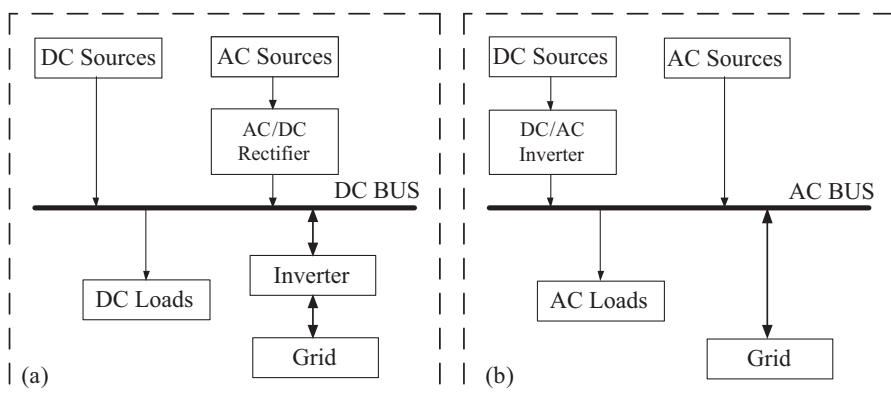 DC Sources
AC Sources
AC/DC
Rectifier
DC BUS
DC Loads
Inverter
Grid
(a)
DC Sources
AC Sources
DC/AC
Inverter
AC BUS
AC Loads
Grid
(b)